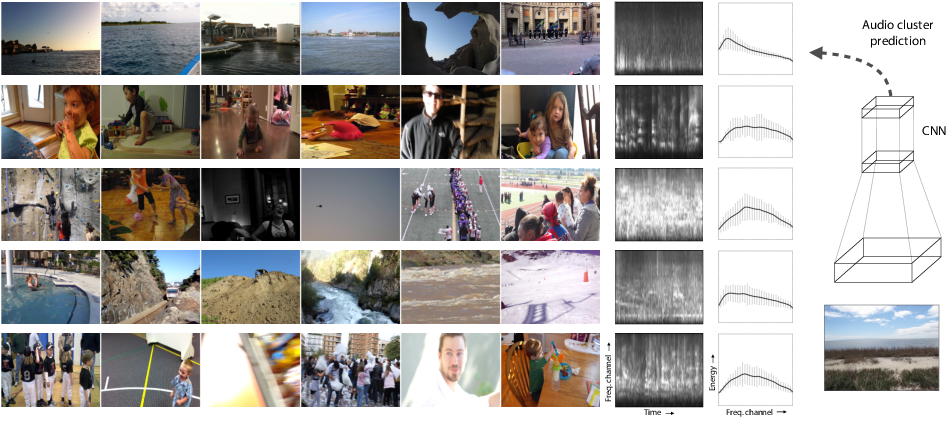 Audio cluster
prediction
CNN
Freq. channel
Time
Energy
Freq. channel